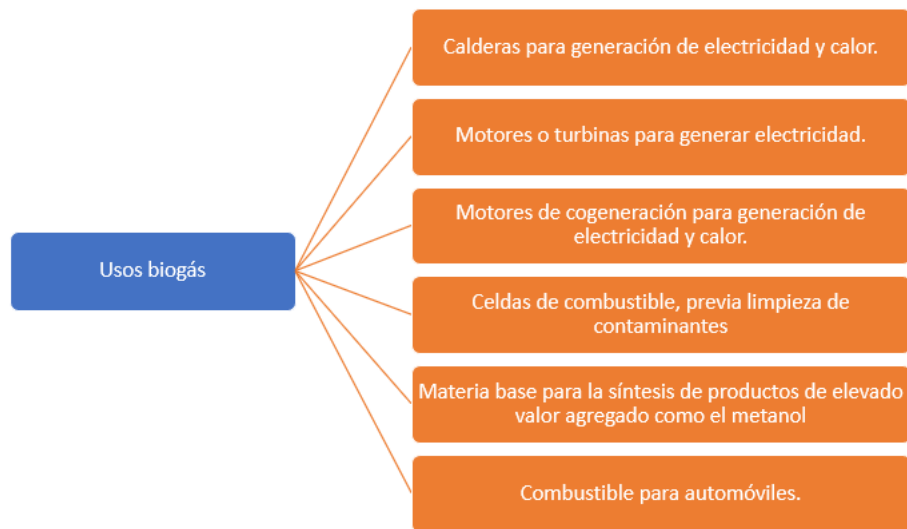 Calderas para generación de electricidad y calor.
Motores o turbinas para generar electricidad.
Motores de cogeneración para generación de
electricidad y calor.
Usos biogás
Celdas de combustible, previa limpieza de
contaminantes
Materia base para la síntesis de productos de elevado
valor agregado como el metanol
Combustible para automóviles.